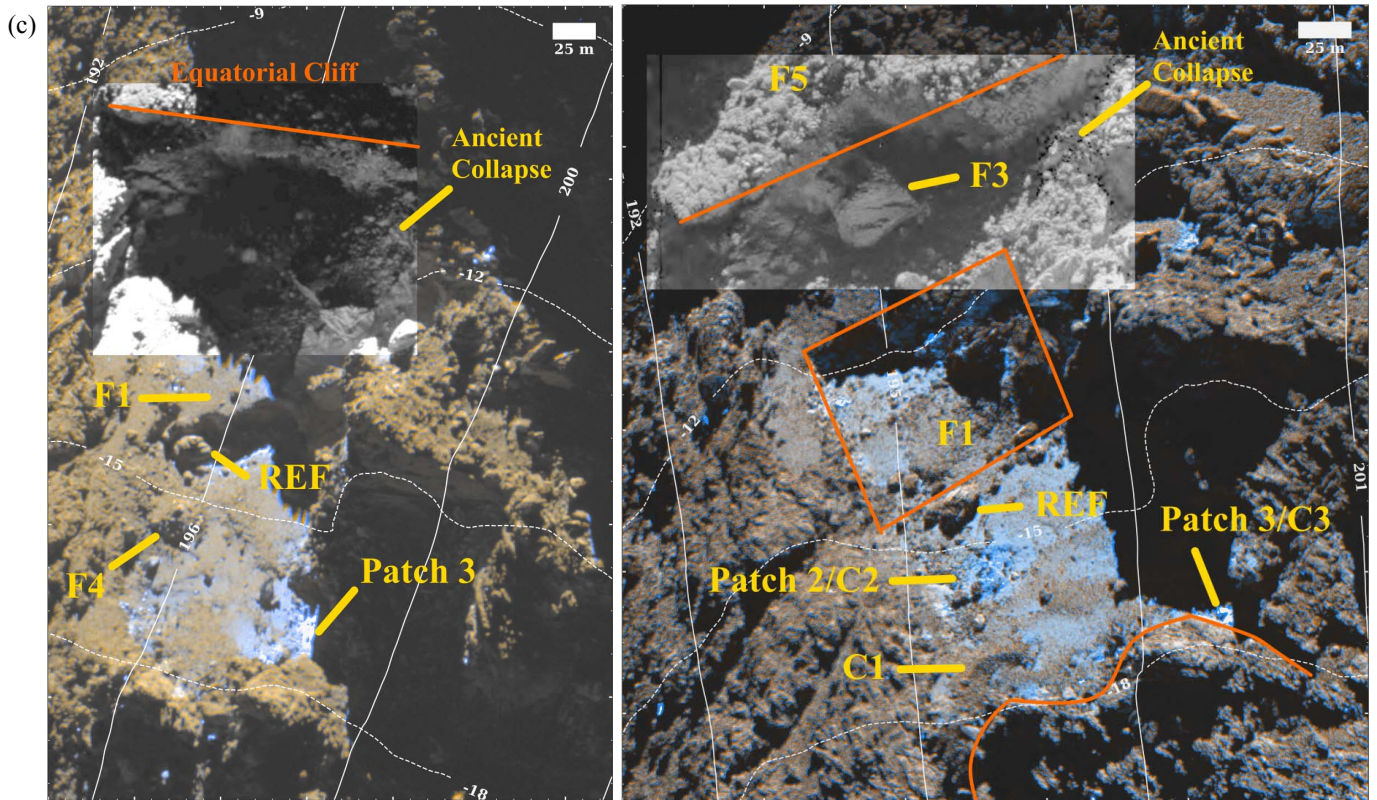 (c)
-9
25 m
192
Equatorial Cliff
Ancient
Collapse
200
-12
F1
-15
REF
196
F4
Patch 3
-18
-9
25 m
Ancient
Collapse
F5
F3
192
195
-12
F1
REF
-15
201
Patch 3/C3
Patch 2/C2
C1
-18